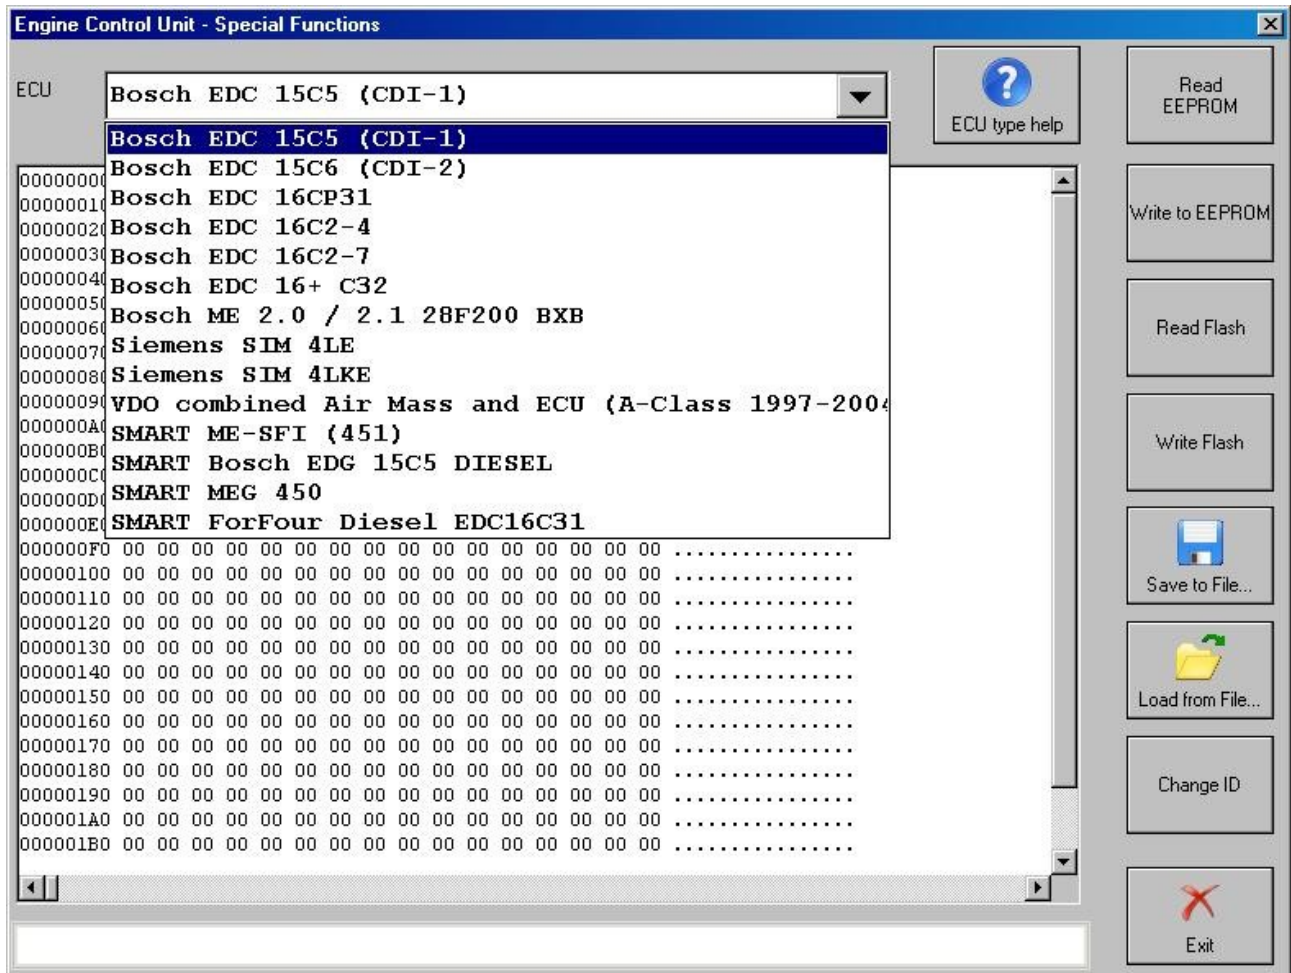 Engine Control Unit - Special Functions
ECU
Bosch EDC 15C5 (CDI-1)
ECU type help
Read
EEPROM
Bosch EDC 15C5 (CDI-1)
Bosch EDC 15C6 (CDI-2)
Bosch EDC 16CP31
Bosch EDC 16C2-4
Bosch EDC 16C2-7
Bosch EDC 16+ C32
Bosch ME 2.0 / 2.1 28F200 BXB
Siemens SIM 4LE
Siemens SIM 4LKE
VDO combined Air Mass and ECU (A-Class 1997-2004
SMART ME-SFI (451)
SMART Bosch EDG 15C5 DIESEL
SMART MEG 450
SMART ForFour Diesel EDC16C31
0000000
0000001
0000002
0000003
0000004
0000005
0000006
0000007
0000008
0000009
000000A
000000B
000000C
000000D
000000E
000000F0 00 00 00 00 00 00 00 00 00 00 00 00 00 00 00 00 ................
00000100 00 00 00 00 00 00 00 00 00 00 00 00 00 00 00 00 ................
00000110 00 00 00 00 00 00 00 00 00 00 00 00 00 00 00 00 ................
00000120 00 00 00 00 00 00 00 00 00 00 00 00 00 00 00 00 ................
00000130 00 00 00 00 00 00 00 00 00 00 00 00 00 00 00 00 ................
00000140 00 00 00 00 00 00 00 00 00 00 00 00 00 00 00 00 ................
00000150 00 00 00 00 00 00 00 00 00 00 00 00 00 00 00 00 ................
00000160 00 00 00 00 00 00 00 00 00 00 00 00 00 00 00 00 ................
00000170 00 00 00 00 00 00 00 00 00 00 00 00 00 00 00 00 ................
00000180 00 00 00 00 00 00 00 00 00 00 00 00 00 00 00 00 ................
00000190 00 00 00 00 00 00 00 00 00 00 00 00 00 00 00 00 ................
000001A0 00 00 00 00 00 00 00 00 00 00 00 00 00 00 00 00 ................
000001B0 00 00 00 00 00 00 00 00 00 00 00 00 00 00 00 00 ................
Write to EEPROM
Read Flash
Write Flash
Save to File...
Load from File...
Change ID
Exit